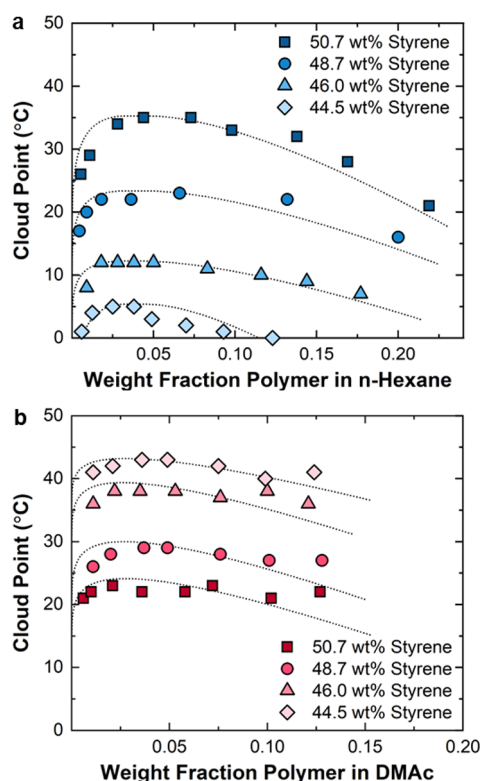 a
50
50.7 wt% Styrene
48.7 wt% Styrene
46.0 wt% Styrene
44.5 wt% Styrene
40
30
20
10
0
Cloud Point (°C)
0.05
0.10
0.15
0.20
Weight Fraction Polymer in n-Hexane
b
50
40
30
20
10
0
Cloud Point (°C)
50.7 wt% Styrene
48.7 wt% Styrene
46.0 wt% Styrene
44.5 wt% Styrene
0.05
0.10
0.15
0.20
Weight Fraction Polymer in DMAc